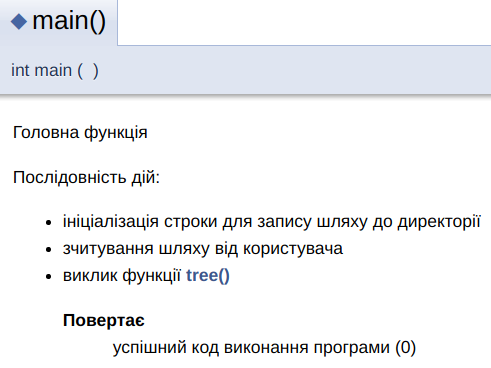 ◆ main()
int main ( )
Головна функція
Послідовність дій:
• ініціалізація строки для запису шляху до директорії
• зчитування шляху від користувача
• виклик функції tree()
Повертає
успішний код виконання програми (0)